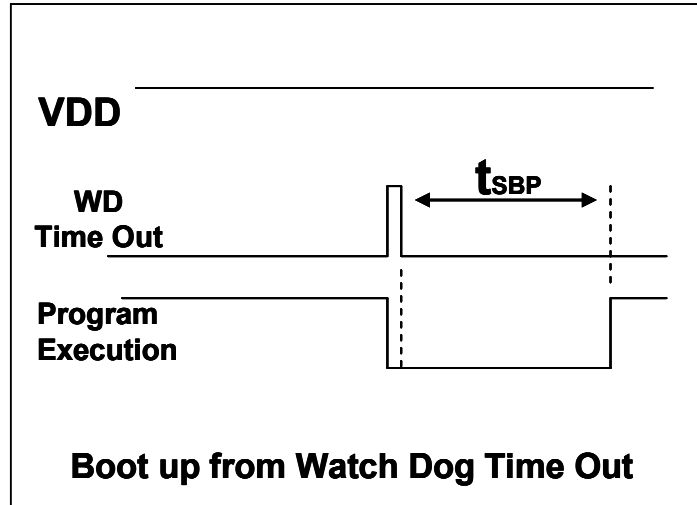 VDD
tSBP
WD
Time Out
Program
Execution
Boot up from Watch Dog Time Out